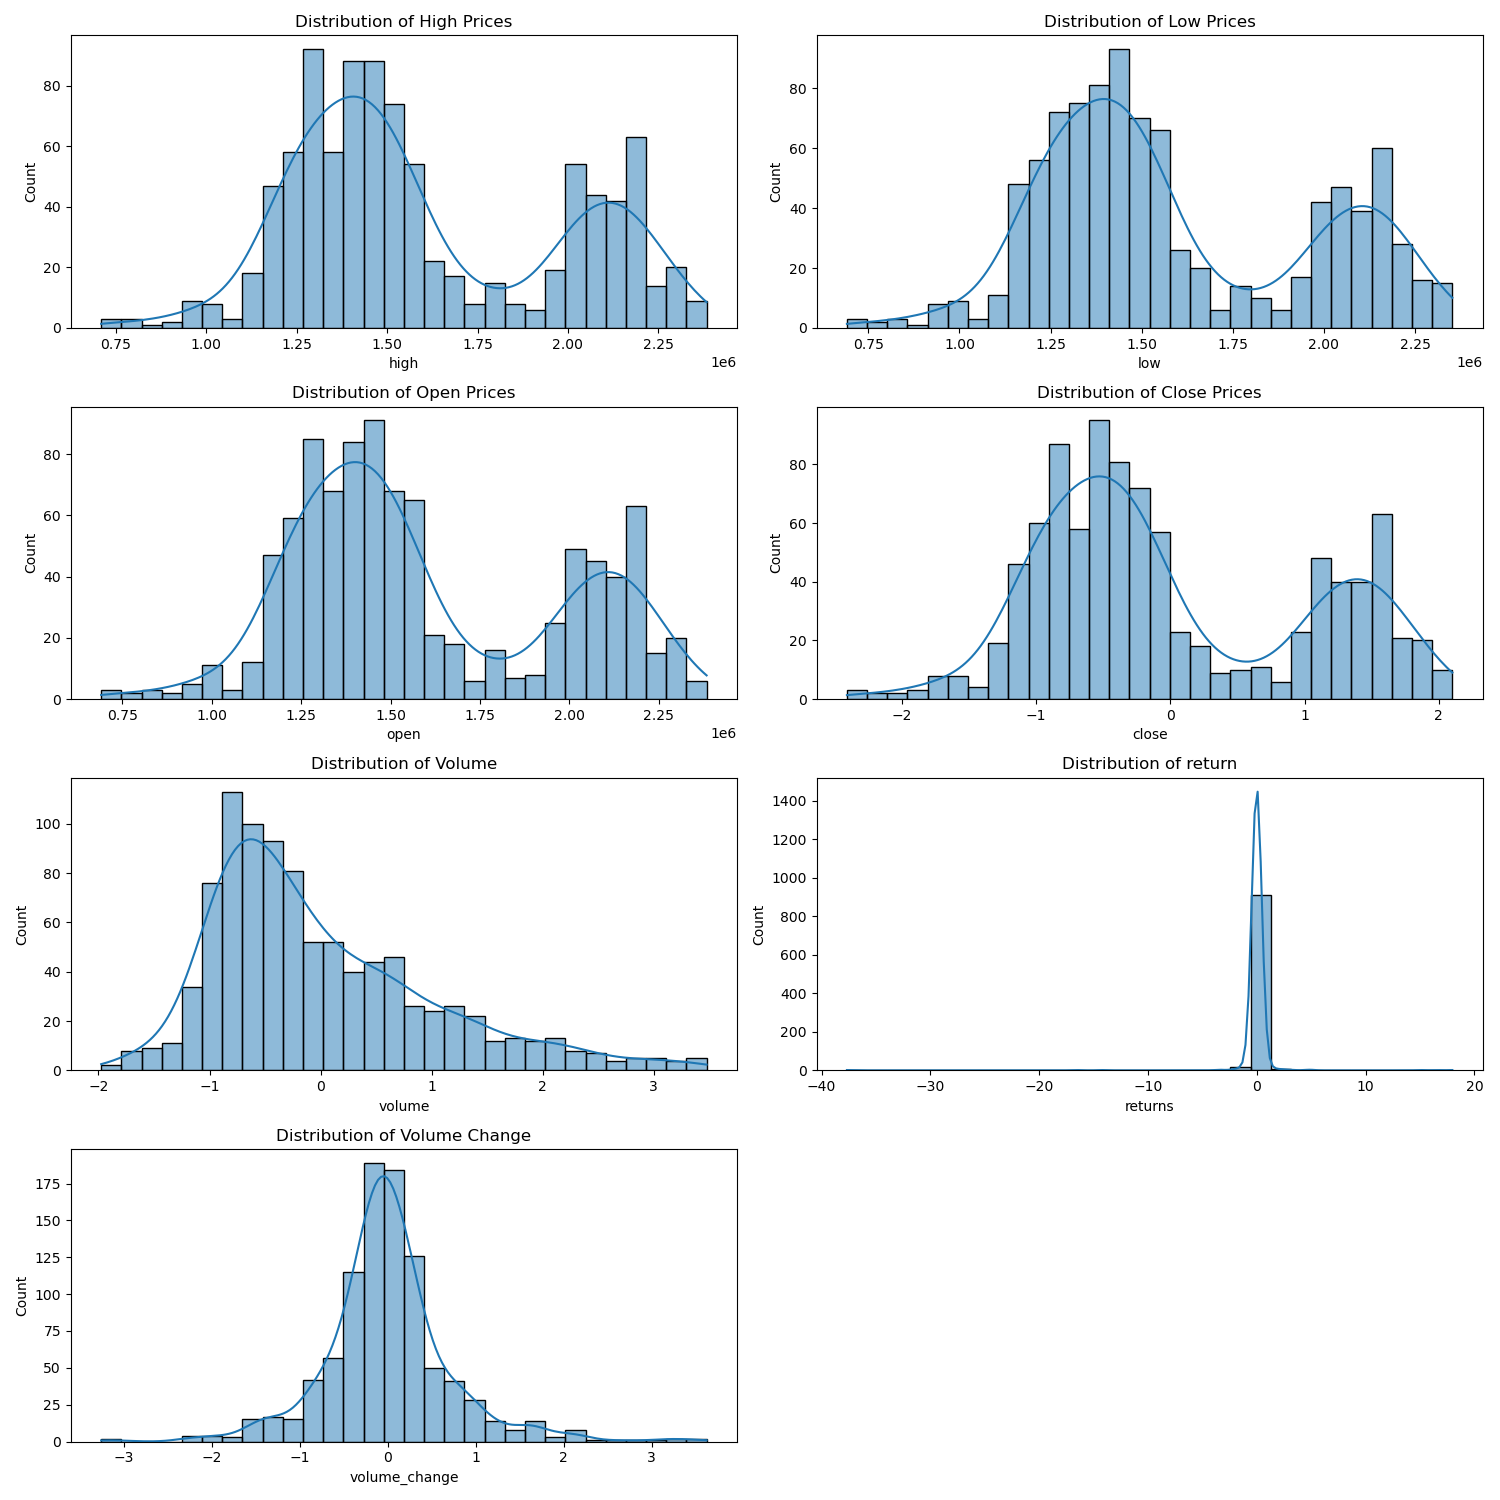 Distribution of High Prices
Count
80
60
40
20
0
0.75 1.00 1.25 1.50 1.75 2.00 2.25
1e6
high
Distribution of Low Prices
Count
80
60
40
20
0
0.75 1.00 1.25 1.50 1.75 2.00 2.25
1e6
low
Distribution of Open Prices
Count
80
60
40
20
0
0.75 1.00 1.25 1.50 1.75 2.00 2.25
1e6
open
Distribution of Close Prices
Count
80
60
40
20
0
−2 −1 0 1 2
close
Distribution of Volume
Count
100
80
60
40
20
0
−2 −1 0 1 2 3
volume
Distribution of return
Count
1400
1200
1000
800
600
400
200
0
−40 −30 −20 −10 0 10 20
returns
Distribution of Volume Change
Count
175
150
125
100
75
50
25
0
−3 −2 −1 0 1 2 3
volume_change